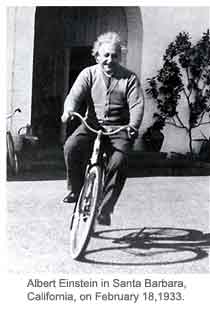 Albert Einstein in Santa Barbara,
California, on February 18,1933.